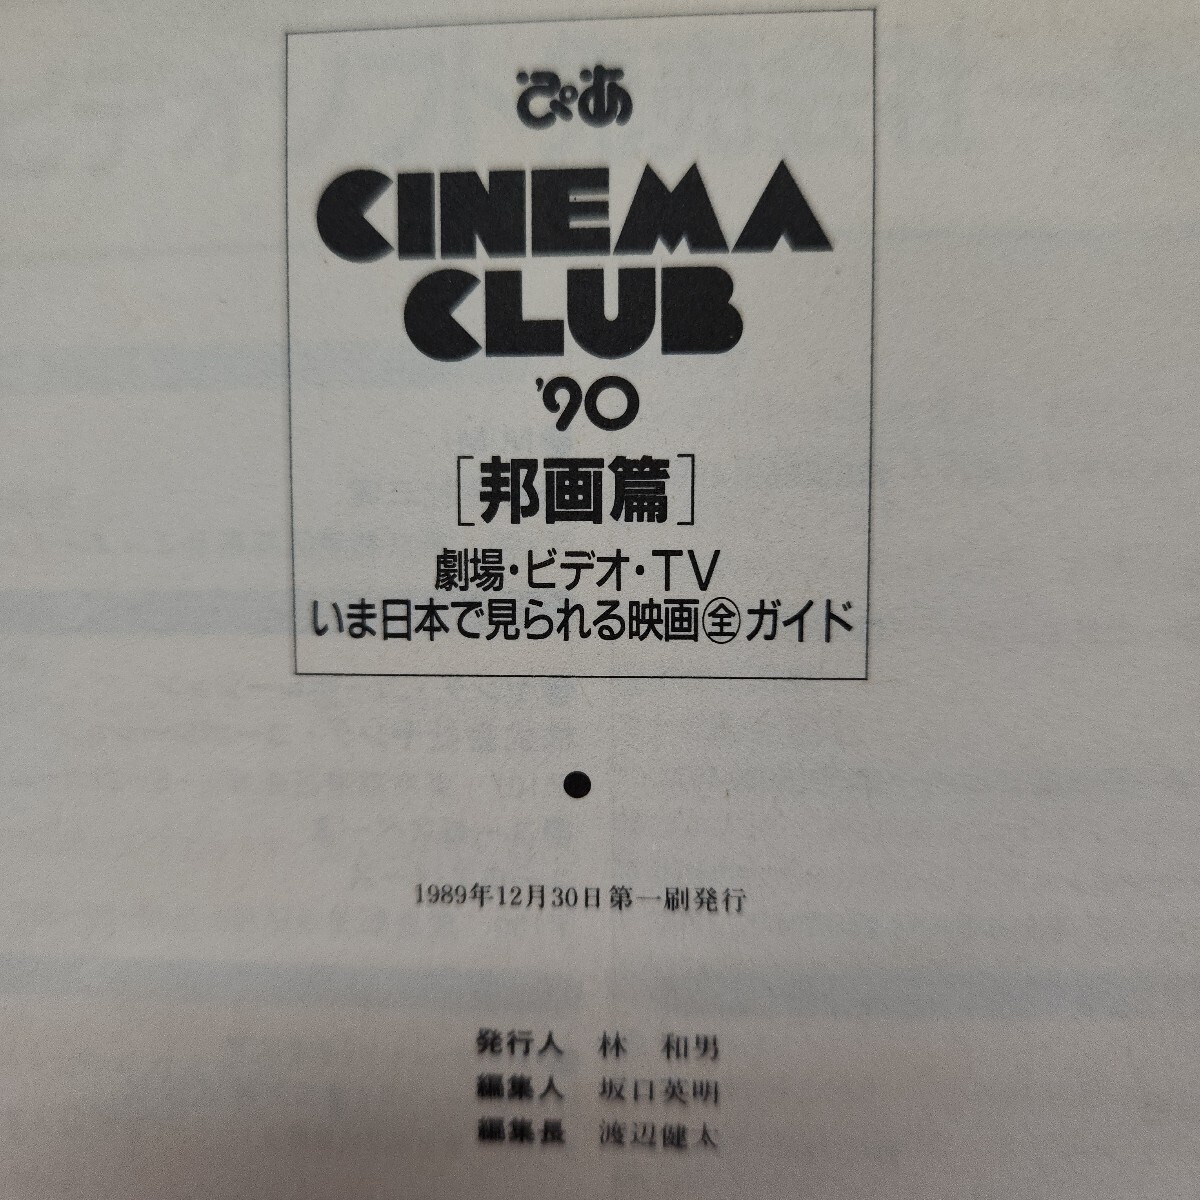 ぴあ
CINEMA
CLUB
'90
[邦画篇]
劇場・ビデオ・TV
いま日本で見られる映画㊎ガイド
1989年12月30日第一刷発行
発行人 林 和男
編集人 坂口英明
編集長 渡辺健太